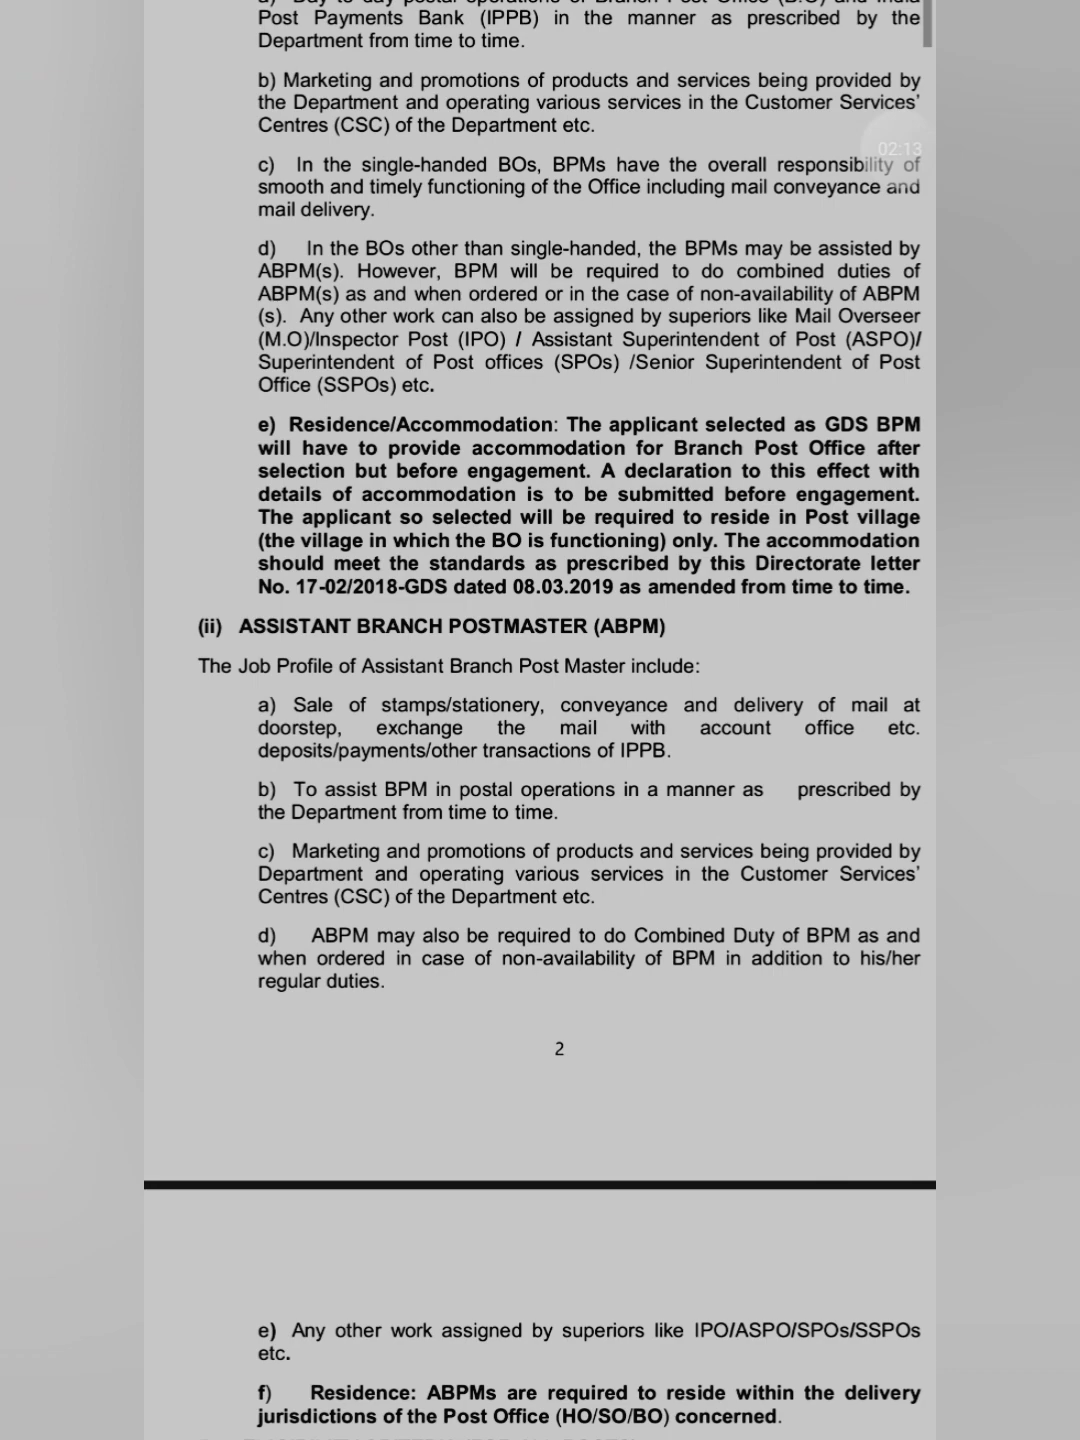 Post Payments Bank (IPPB) in the manner as prescribed by the
Department from time to time.
b) Marketing and promotions of products and services being provided by
the Department and operating various services in the Customer Services'
Centres (CSC) of the Department etc.
02:13
c) In the single-handed BOs, BPMs have the overall responsibility of
smooth and timely functioning of the Office including mail conveyance and
mail delivery.
d) In the BOs other than single-handed, the BPMs may be assisted by
ABPM(s). However, BPM will be required to do combined duties of
ABPM(s) as and when ordered or in the case of non-availability of ABPM
(s). Any other work can also be assigned by superiors like Mail Overseer
(M.O)/Inspector Post (IPO) / Assistant Superintendent of Post (ASPO)/
Superintendent of Post offices (SPOs) /Senior Superintendent of Post
Office (SSPOs) etc.
e) Residence/Accommodation: The applicant selected as GDS BPM
will have to provide accommodation for Branch Post Office after
selection but before engagement. A declaration to this effect with
details of accommodation is to be submitted before engagement.
The applicant so selected will be required to reside in Post village
(the village in which the BO is functioning) only. The accommodation
should meet the standards as prescribed by this Directorate letter
No. 17-02/2018-GDS dated 08.03.2019 as amended from time to time.
(ii) ASSISTANT BRANCH POSTMASTER (ABPM)
The Job Profile of Assistant Branch Post Master include:
a) Sale of stamps/stationery, conveyance and delivery of mail at
doorstep, exchange the mail with account office etc.
deposits/payments/other transactions of IPPB.
b) To assist BPM in postal operations in a manner as prescribed by
the Department from time to time.
c) Marketing and promotions of products and services being provided by
Department and operating various services in the Customer Services'
Centres (CSC) of the Department etc.
d) ABPM may also be required to do Combined Duty of BPM as and
when ordered in case of non-availability of BPM in addition to his/her
regular duties.
2
e) Any other work assigned by superiors like IPO/ASPO/SPOs/SSPOs
etc.
f) Residence: ABPMs are required to reside within the delivery
jurisdictions of the Post Office (HO/SO/BO) concerned.